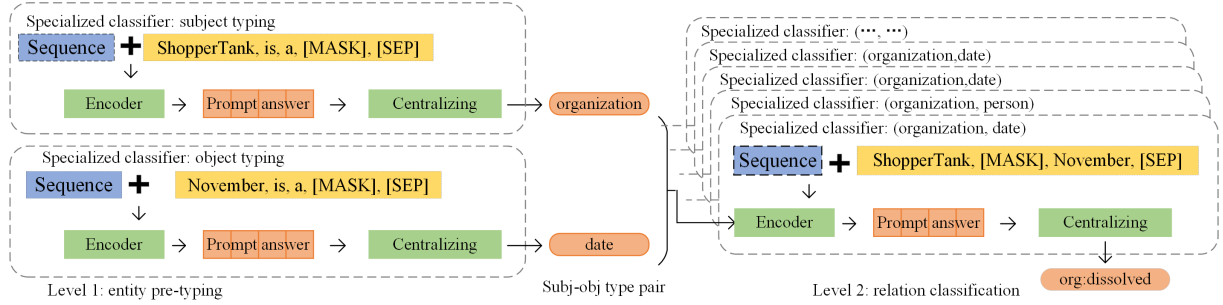 Specialized classifier: subject typing
Sequence + ShopperTank, is, a, [MASK], [SEP]
Encoder Prompt answer Centralizing organization
Specialized classifier: object typing
Sequence + November, is, a, [MASK], [SEP]
Encoder Prompt answer Centralizing date
Level 1: entity pre-typing
Subj-obj type pair
Specialized classifier: (···, ···)
Specialized classifier: (organization,date)
Specialized classifier: (organization,date)
Specialized classifier: (organization, person)
Specialized classifier: (organization, date)
Sequence + ShopperTank, [MASK], November, [SEP]
Encoder Prompt answer Centralizing
org:dissolved
Level 2: relation classification